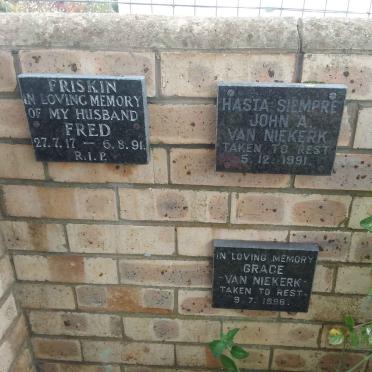 FRISKIN
IN LOVING MEMORY
OF MY HUSBAND
FRED
27.7.17 — 6.8.91.
R.I.P.
HASTA SIEMPRE
JOHN A.
VAN NIEKERK
TAKEN TO REST
5.12.1991.
IN LOVING MEMORY
GRACE
-VAN NIEKERK-
TAKEN TO REST
9.7.1996.